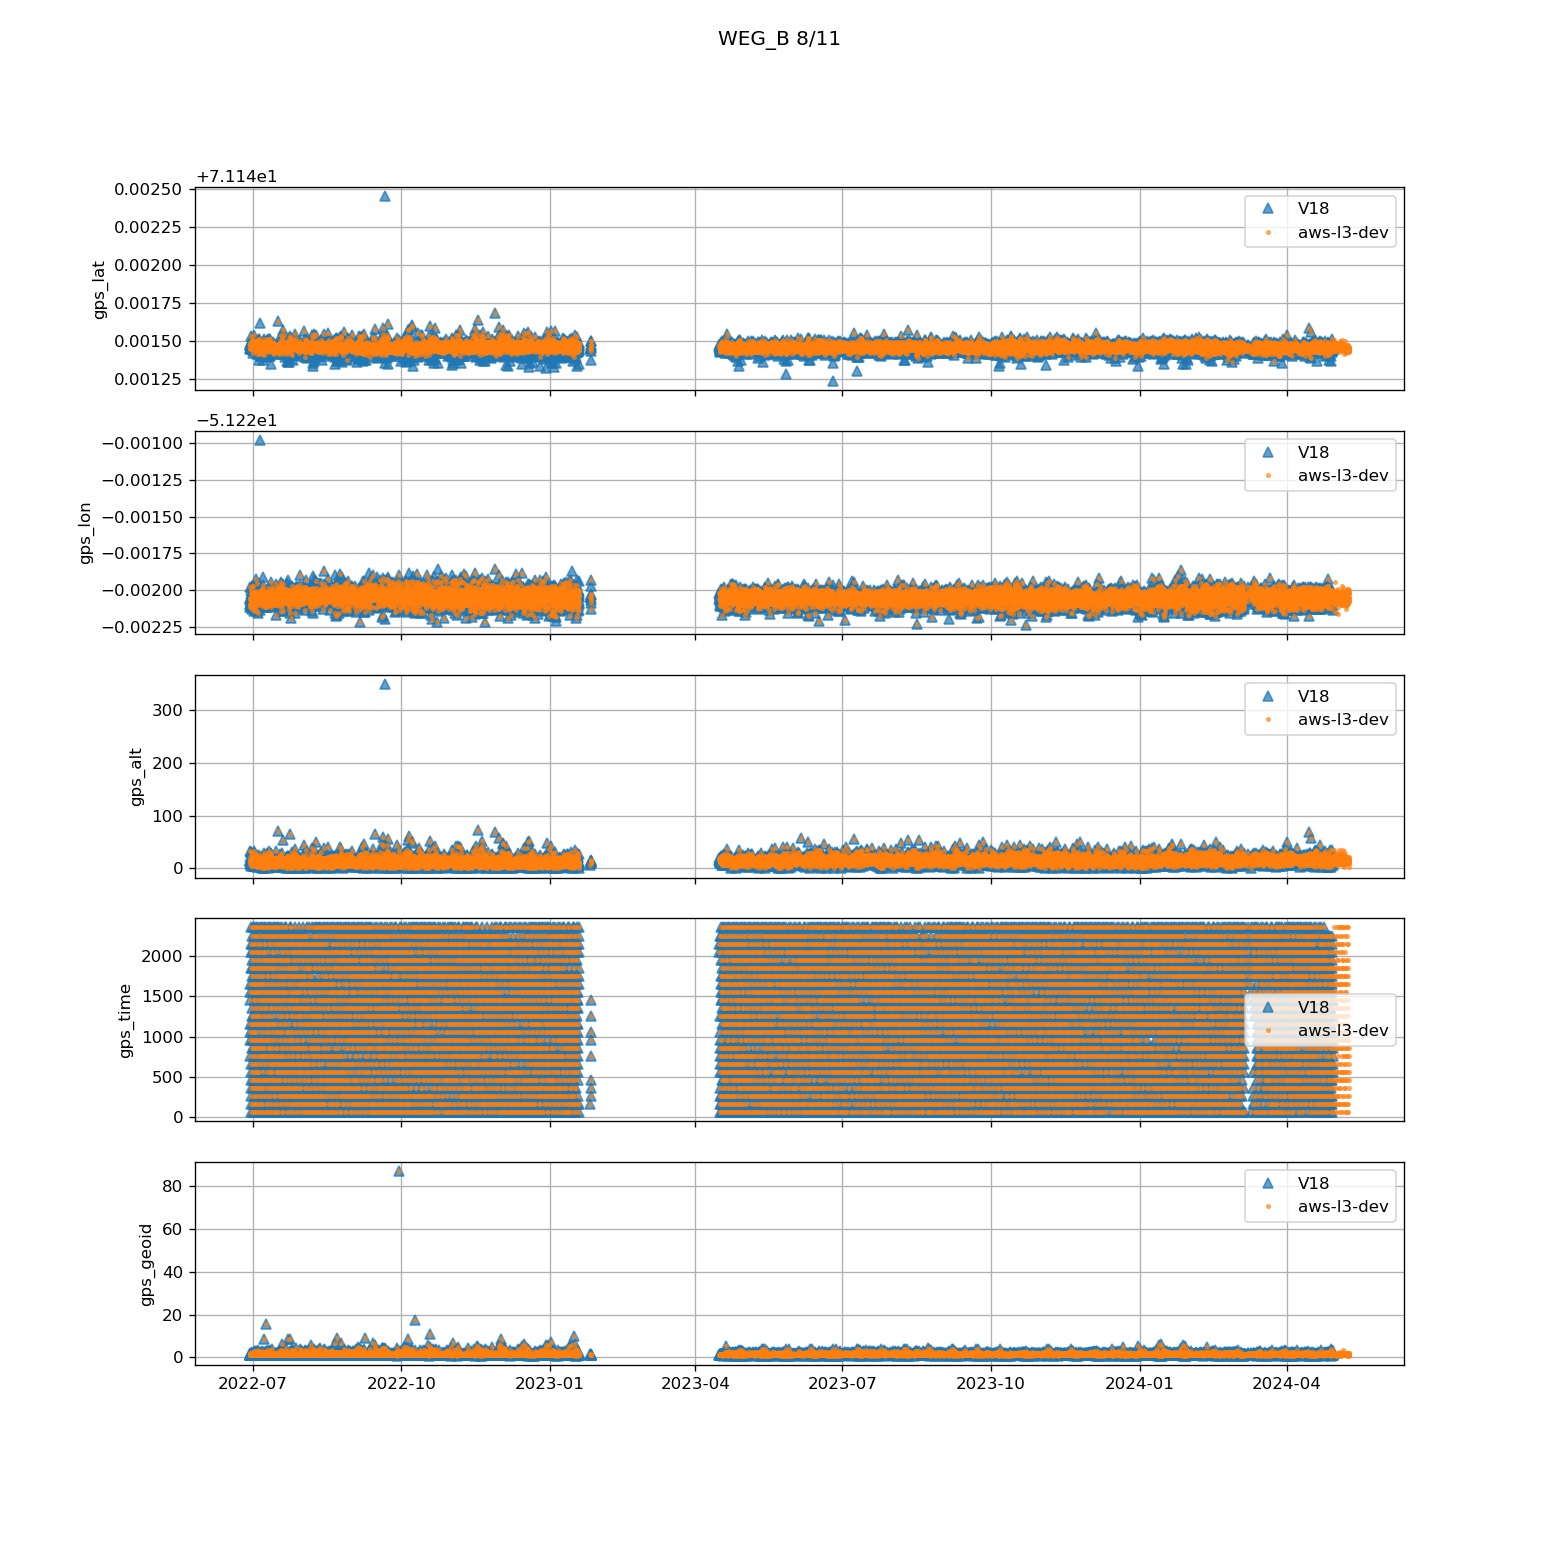 WEG_B 8/11
+7.114e1
0.00250
0.00225
0.00200
0.00175
0.00150
0.00125
gps_lat
V18
aws-l3-dev
−5.122e1
−0.00100
−0.00125
−0.00150
−0.00175
−0.00200
−0.00225
gps_lon
V18
aws-l3-dev
300
200
100
0
gps_alt
V18
aws-l3-dev
2000
1500
1000
500
0
gps_time
V18
aws-l3-dev
80
60
40
20
0
gps_geoid
V18
aws-l3-dev
2022-07 2022-10 2023-01 2023-04 2023-07 2023-10 2024-01 2024-04